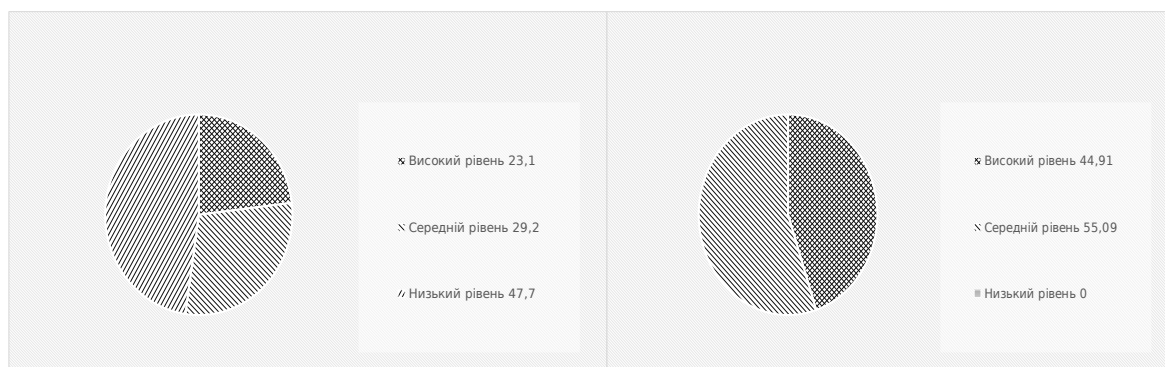 Високий рівень 23,1
Середній рівень 29,2
Низький рівень 47,7
Високий рівень 44,91
Середній рівень 55,09
Низький рівень 0